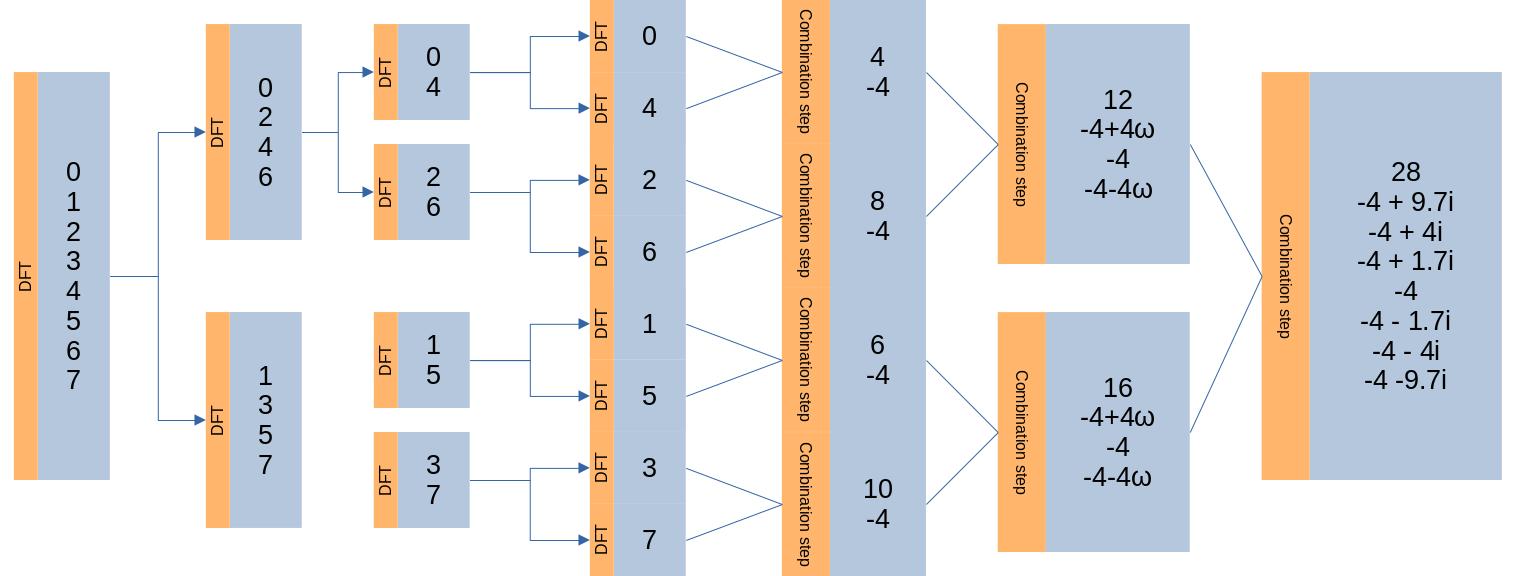 DFT
0
1
2
3
4
5
6
7
DFT
0
2
4
6
DFT
1
3
5
7
DFT
0
4
DFT
2
6
DFT
1
5
DFT
3
7
DFT
0
DFT
4
DFT
2
DFT
6
DFT
1
DFT
5
DFT
3
DFT
7
Combination step
4
-4
Combination step
8
-4
Combination step
6
-4
Combination step
10
-4
Combination step
12
-4+4ω
-4
-4-4ω
Combination step
16
-4+4ω
-4
-4-4ω
Combination step
28
-4 + 9.7i
-4 + 4i
-4 + 1.7i
-4
-4 - 1.7i
-4 - 4i
-4 -9.7i